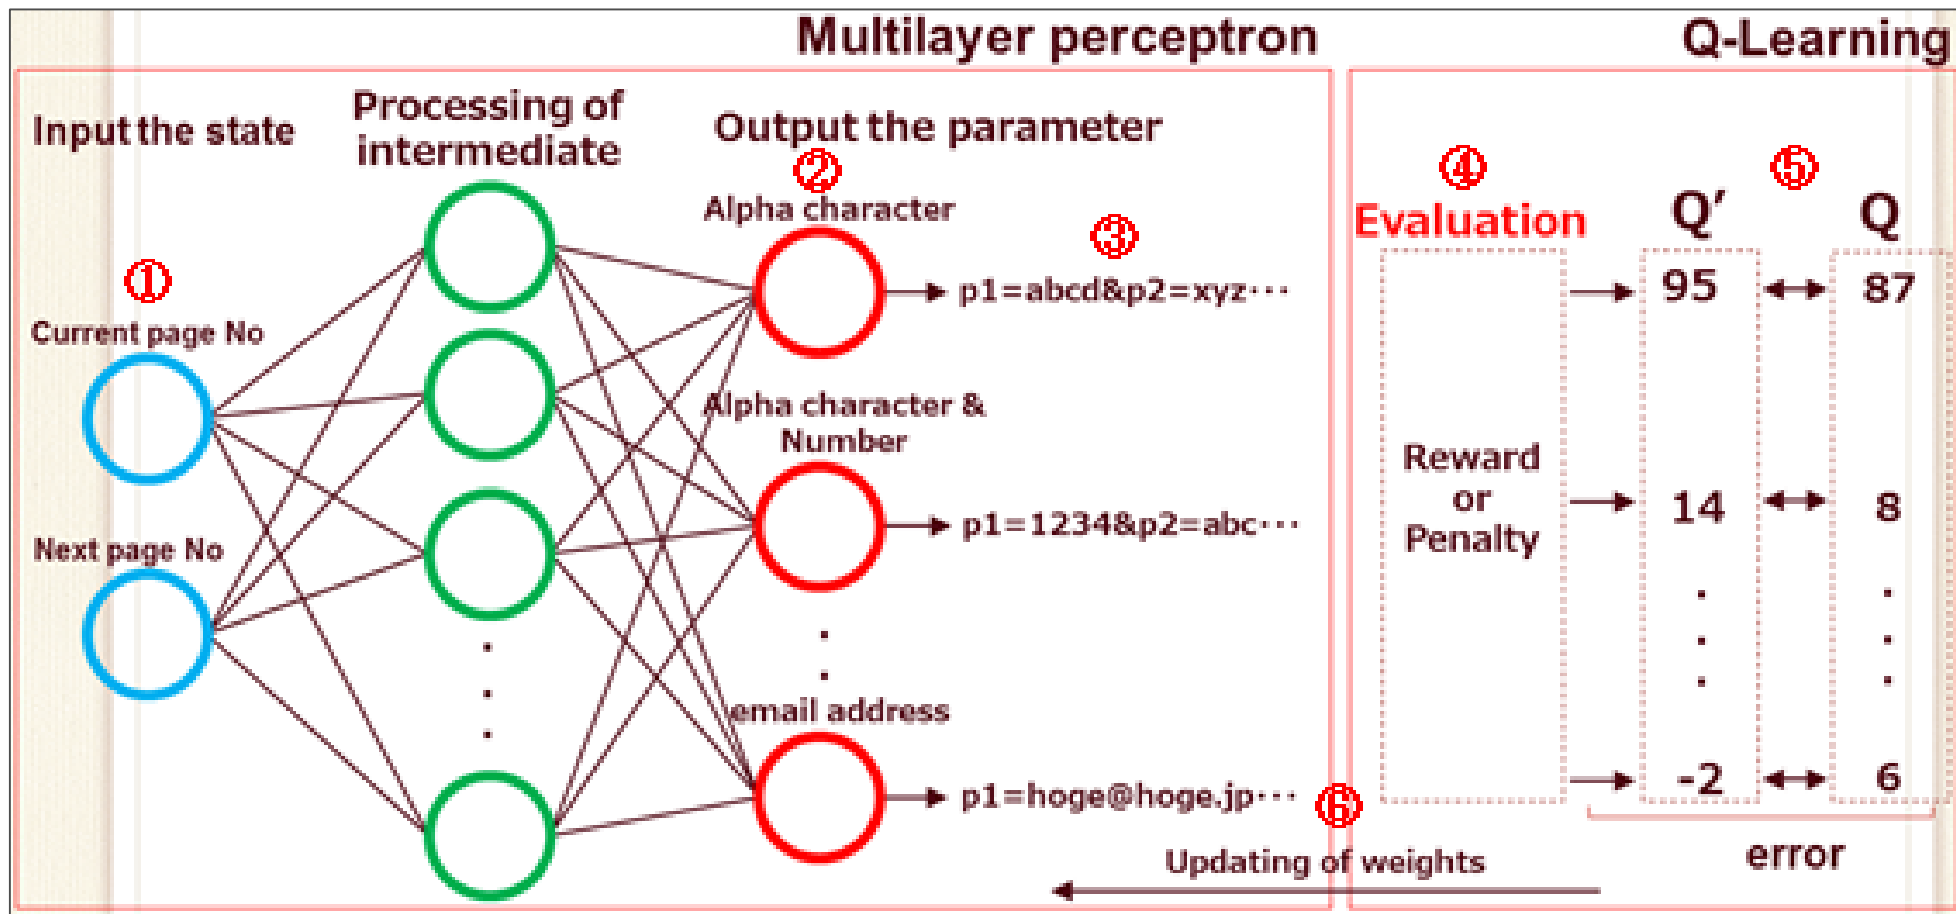 Multilayer perceptron
Q-Learning
Input the state
Processing of
intermediate
Output the parameter
①
Current page No
Next page No
②
Alpha character
③
p1=abcd&p2=xyz···
Alpha character &
Number
p1=1234&p2=abc···
email address
p1=hoge@hoge.jp···
④
Evaluation
Reward
or
Penalty
⑤
Q’ Q
95 87
14 8
-2 6
error
⑥
Updating of weights